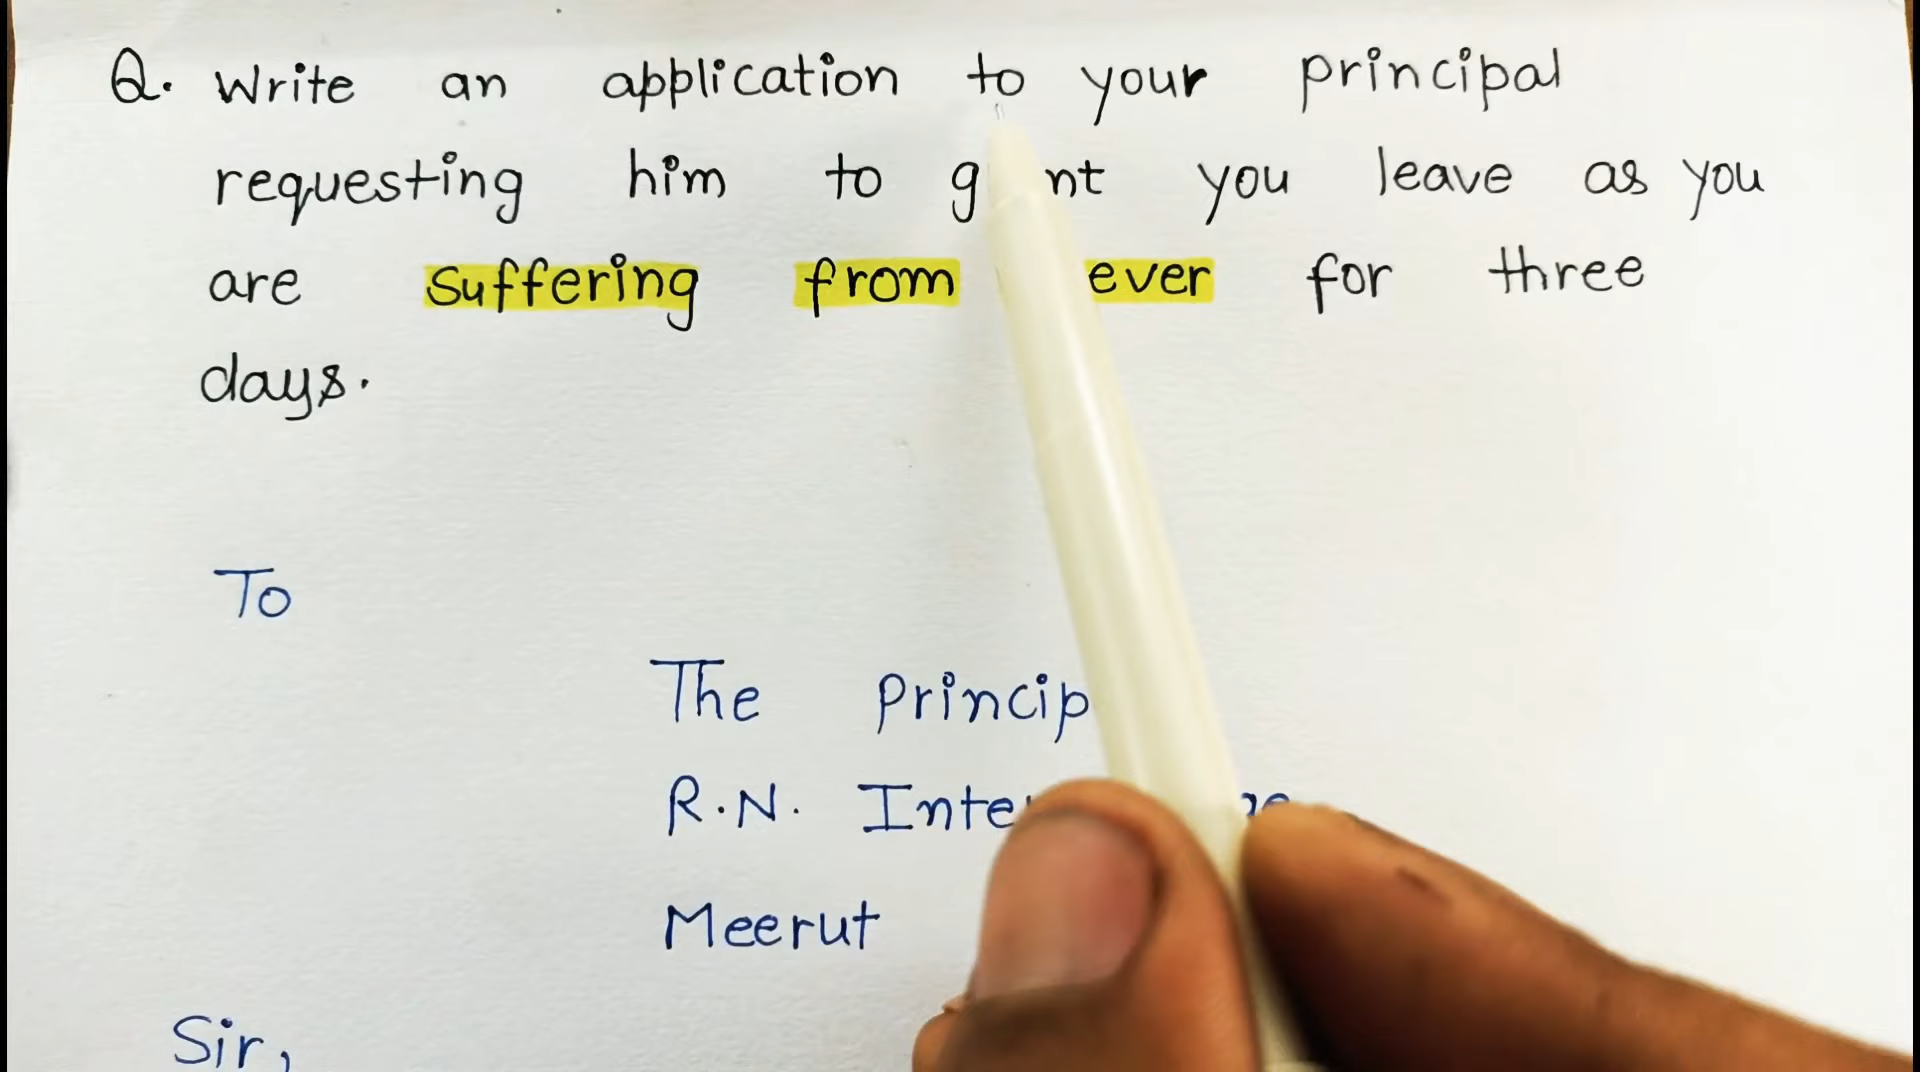 Q. Write an application to your principal
requesting him to g nt you leave as you
are suffering from ever for three
days.
To
The Princip
R.N. Inte
Meerut
Sir,